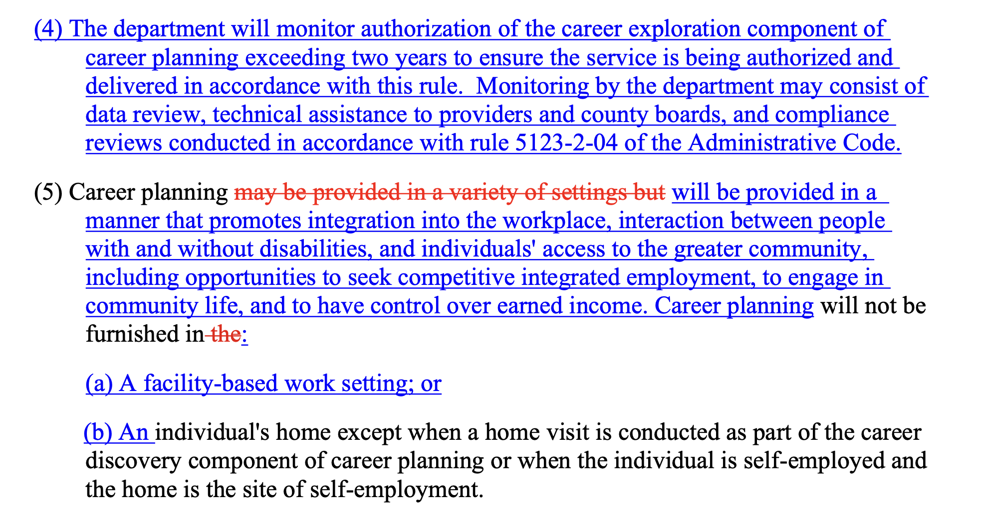 (4) The department will monitor authorization of the career exploration component of
career planning exceeding two years to ensure the service is being authorized and
delivered in accordance with this rule.  Monitoring by the department may consist of
data review, technical assistance to providers and county boards, and compliance
reviews conducted in accordance with rule 5123-2-04 of the Administrative Code.
(5) Career planning may be provided in a variety of settings but will be provided in a
manner that promotes integration into the workplace, interaction between people
with and without disabilities, and individuals' access to the greater community,
including opportunities to seek competitive integrated employment, to engage in
community life, and to have control over earned income. Career planning will not be
furnished in the:
(a) A facility-based work setting; or
(b) An individual's home except when a home visit is conducted as part of the career
discovery component of career planning or when the individual is self-employed and
the home is the site of self-employment.